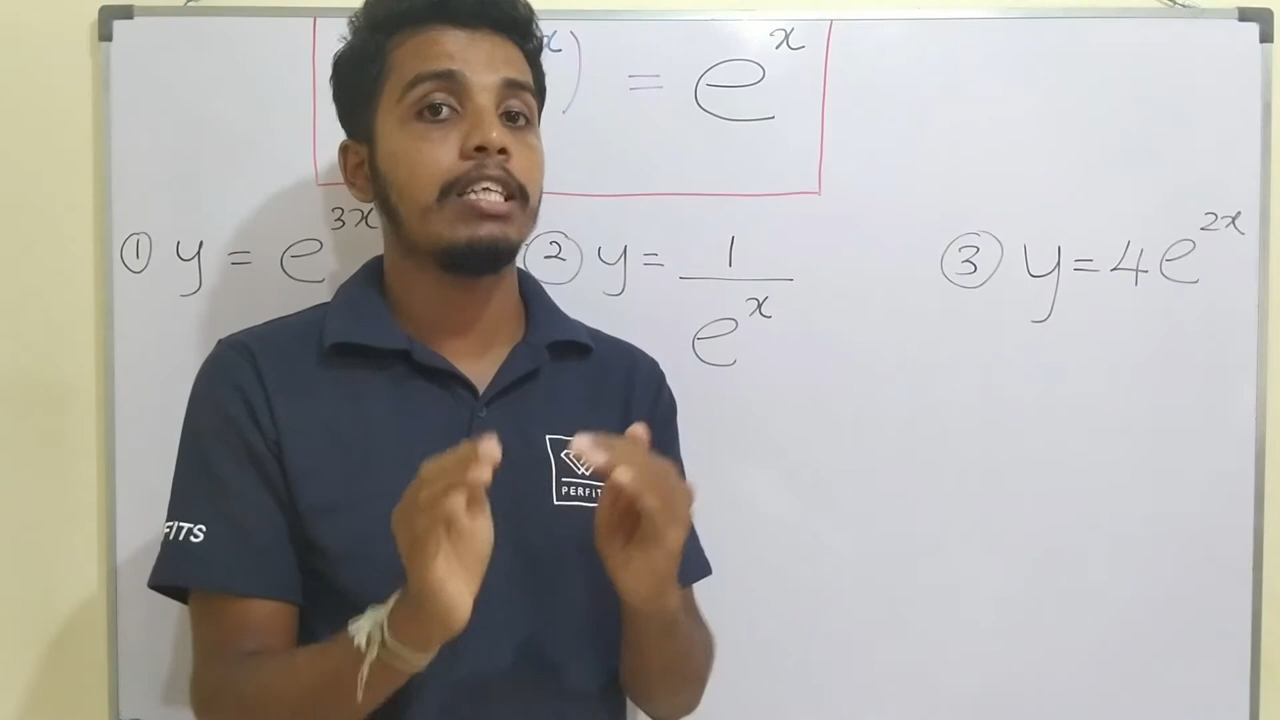 x) = e^x
① y = e^3x
② y = 1/e^x
③ y = 4e^2x
PERFIT
FITS